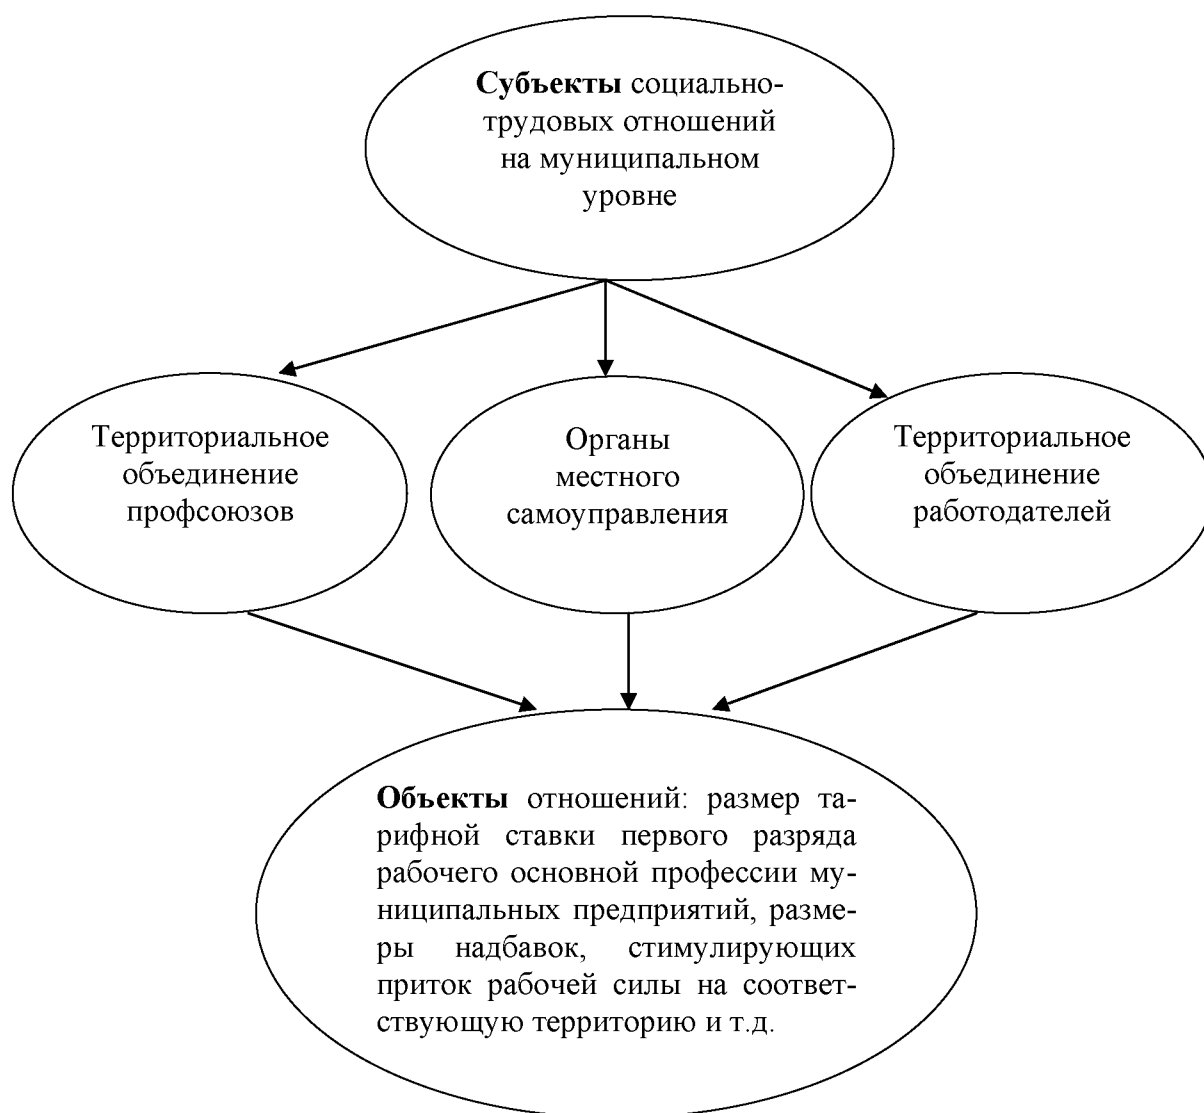 Субъекты социально-
трудовых отношений
на муниципальном
уровне
Территориальное
объединение
профсоюзов
Органы
местного
самоуправления
Территориальное
объединение
работодателей
Объекты отношений: размер та-
рифной ставки первого разряда
рабочего основной профессии му-
ниципальных предприятий, разме-
ры надбавок, стимулирующих
приток рабочей силы на соответ-
ствующую территорию и т.д.